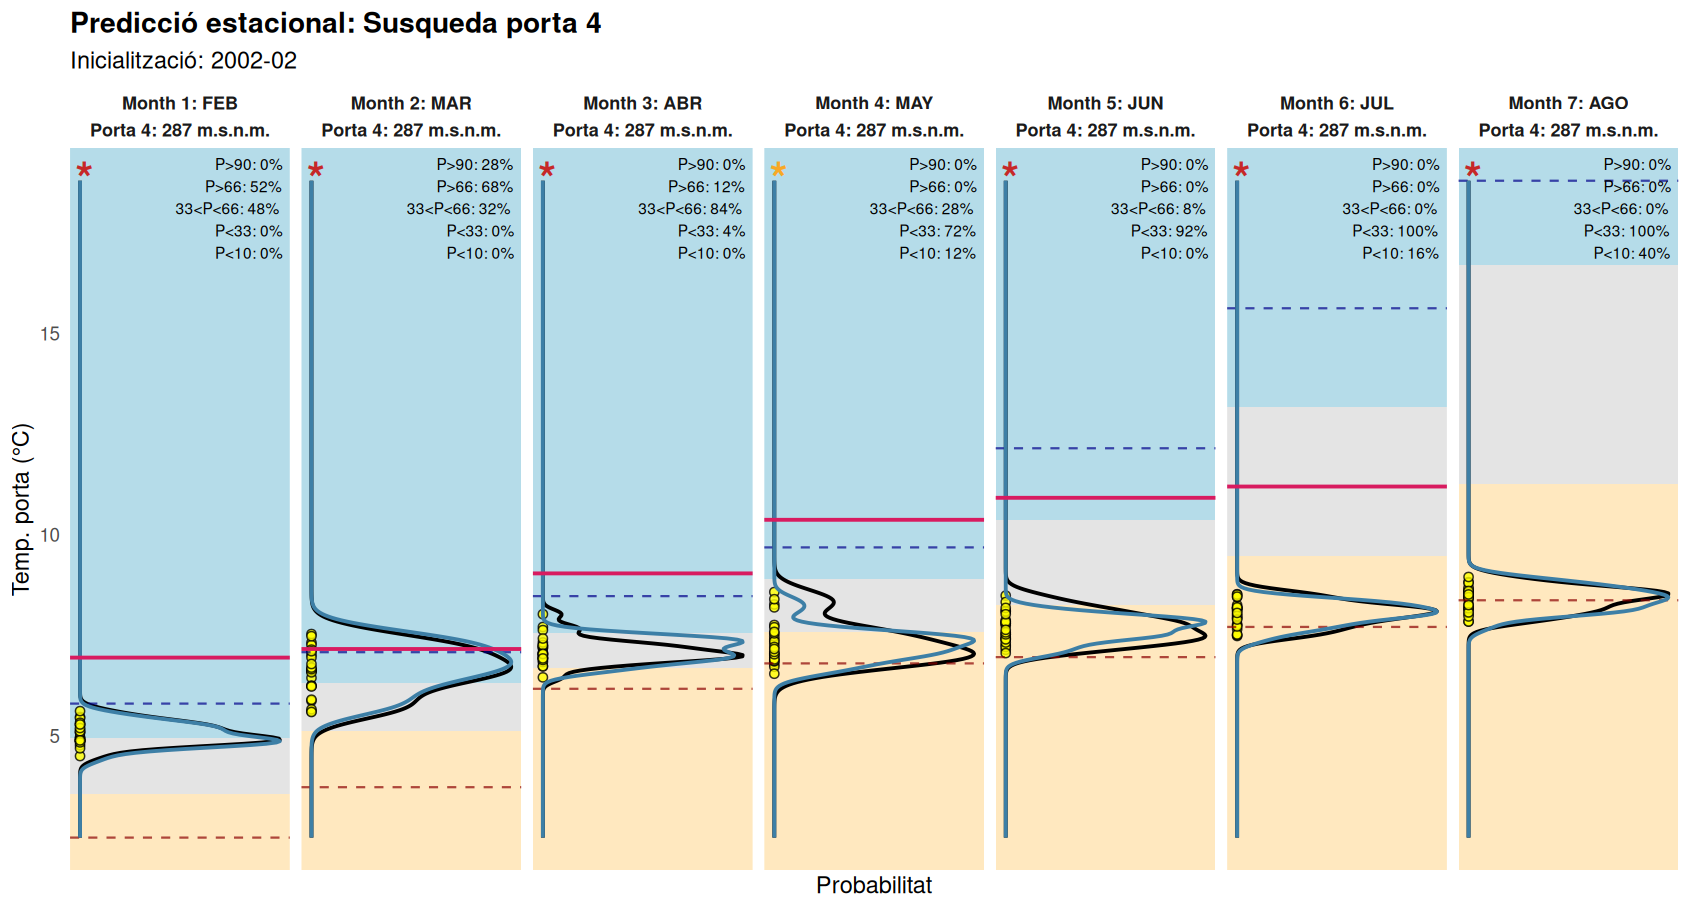 Predicció estacional: Susqueda porta 4
Inicialització: 2002-02
Month 1: FEB
Porta 4: 287 m.s.n.m.
Month 2: MAR
Porta 4: 287 m.s.n.m.
Month 3: ABR
Porta 4: 287 m.s.n.m.
Month 4: MAY
Porta 4: 287 m.s.n.m.
Month 5: JUN
Porta 4: 287 m.s.n.m.
Month 6: JUL
Porta 4: 287 m.s.n.m.
Month 7: AGO
Porta 4: 287 m.s.n.m.
*
P>90: 0%
P>66: 52%
33<P<66: 48%
P<33: 0%
P<10: 0%
*
P>90: 28%
P>66: 68%
33<P<66: 32%
P<33: 0%
P<10: 0%
*
P>90: 0%
P>66: 12%
33<P<66: 84%
P<33: 4%
P<10: 0%
*
P>90: 0%
P>66: 0%
33<P<66: 28%
P<33: 72%
P<10: 12%
*
P>90: 0%
P>66: 0%
33<P<66: 8%
P<33: 92%
P<10: 0%
*
P>90: 0%
P>66: 0%
33<P<66: 0%
P<33: 100%
P<10: 16%
*
P>90: 0%
P>66: 0%
33<P<66: 0%
P<33: 100%
P<10: 40%
15
10
5
Temp. porta (°C)
Probabilitat